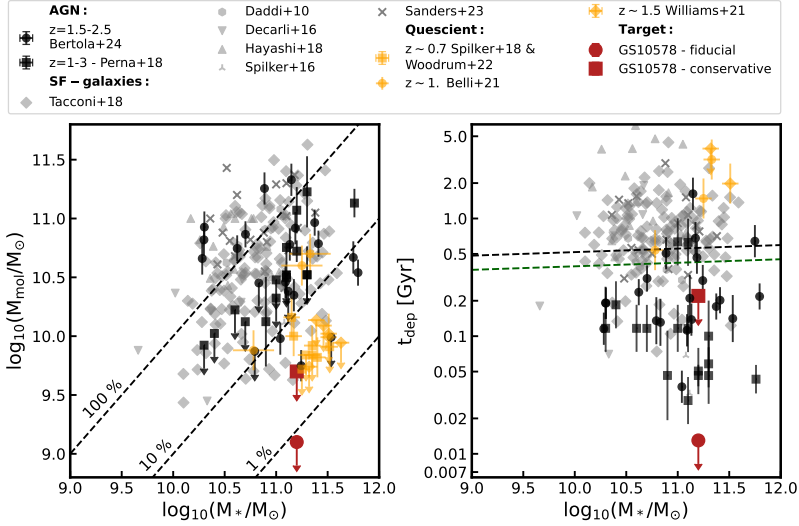 AGN:
z=1.5-2.5
Bertola+24
z=1-3 - Perna+18
SF−galaxies:
Tacconi+18
Daddi+10
Decarli+16
Hayashi+18
Spilker+16
Sanders+23
Quescient:
z~0.7 Spilker+18 &
Woodrum+22
z~1. Belli+21
z~1.5 Williams+21
Target:
GS10578 - fiducial
GS10578 - conservative
log10(Mmol/M⊙)
11.5
11.0
10.5
10.0
9.5
9.0
100 %
10 %
1 %
9.0 9.5 10.0 10.5 11.0 11.5 12.0
log10(M*/M⊙)
tdep [Gyr]
5.0
2.0
1.0
0.5
0.2
0.1
0.05
0.02
0.01
0.007
9.0 9.5 10.0 10.5 11.0 11.5 12.0
log10(M*/M⊙)